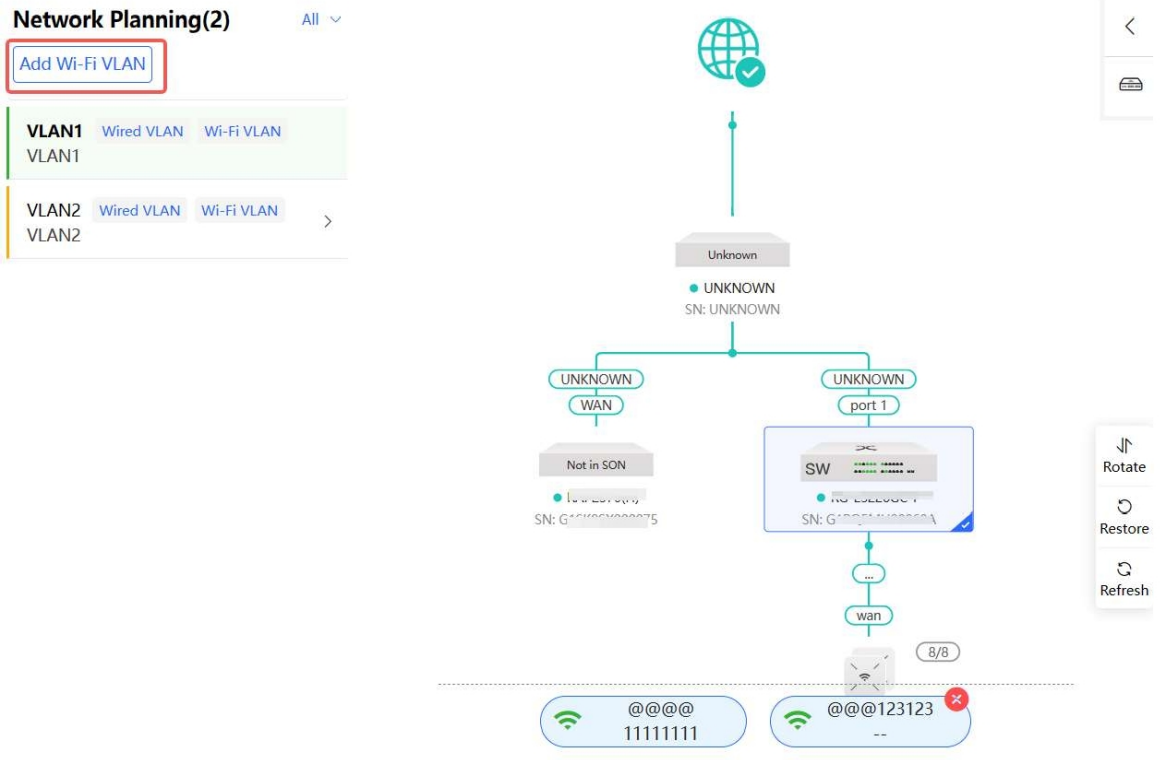 Network Planning(2)
All
Add Wi-Fi VLAN
VLAN1 Wired VLAN Wi-Fi VLAN
VLAN1
VLAN2 Wired VLAN Wi-Fi VLAN
VLAN2
Unknown
UNKNOWN
SN: UNKNOWN
UNKNOWN
WAN
UNKNOWN
port 1
Not in SON
SN:
SW
SN:
...
wan
8/8
@@@@
11111111
@@@123123
--
Rotate
Restore
Refresh